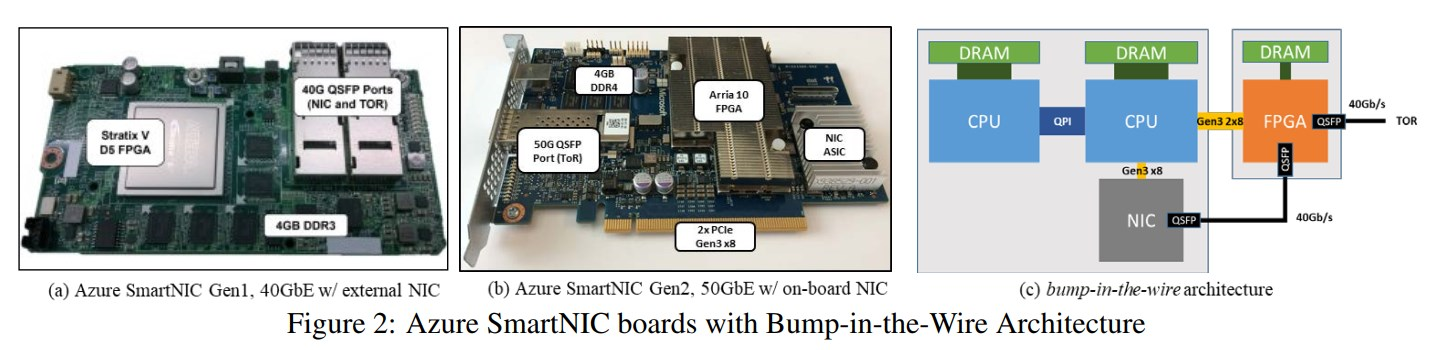 40G QSFP Ports
(NIC and TOR)
Stratix V
D5 FPGA
4GB DDR3
(a) Azure SmartNIC Gen1, 40GbE w/ external NIC
4GB
DDR4
Arria 10
FPGA
Microsoft
50G QSFP
Port (ToR)
NIC
ASIC
2x PCIe
Gen3 x8
(b) Azure SmartNIC Gen2, 50GbE w/ on-board NIC
DRAM
DRAM
DRAM
CPU
QPI
CPU
Gen3 2x8
FPGA
QSFP
40Gb/s
TOR
QSFP
Gen3 x8
NIC
QSFP
40Gb/s
(c) bump-in-the-wire architecture
Figure 2: Azure SmartNIC boards with Bump-in-the-Wire Architecture